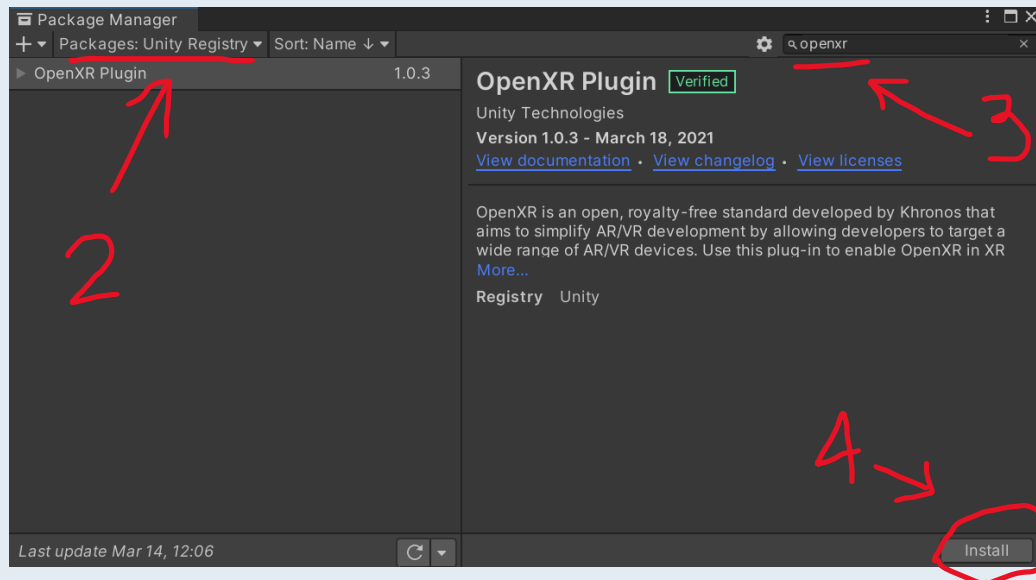 Package Manager
Packages: Unity Registry Sort: Name ↓ openxr
OpenXR Plugin 1.0.3
OpenXR Plugin Verified
Unity Technologies
Version 1.0.3 - March 18, 2021
View documentation • View changelog • View licenses
OpenXR is an open, royalty-free standard developed by Khronos that
aims to simplify AR/VR development by allowing developers to target a
wide range of AR/VR devices. Use this plug-in to enable OpenXR in XR
More...
Registry Unity
2
3
4
Last update Mar 14, 12:06
Install